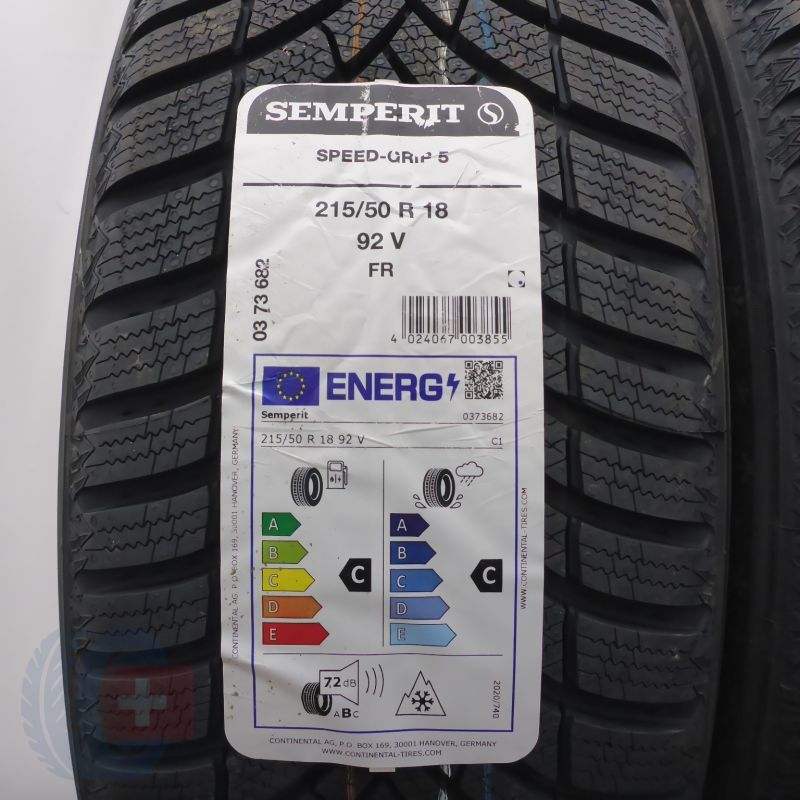 SEMPERIT S
SPEED-GRIP 5
215/50 R 18
92 V
FR
03 73 682
4 024067 003855
ENERG
Semperit 0373682
215/50 R 18 92 V C1
A
B
C
D
E
C
A
B
C
D
E
C
72 dB
ABC
2020/740
CONTINENTAL AG, P.O. BOX 169, 30001 HANOVER, GERMANY
WWW.CONTINENTAL-TIRES.COM
CONTINENTAL AG, P.O. BOX 169, 30001 HANOVER, GERMANY
WWW.CONTINENTAL-TIRES.COM